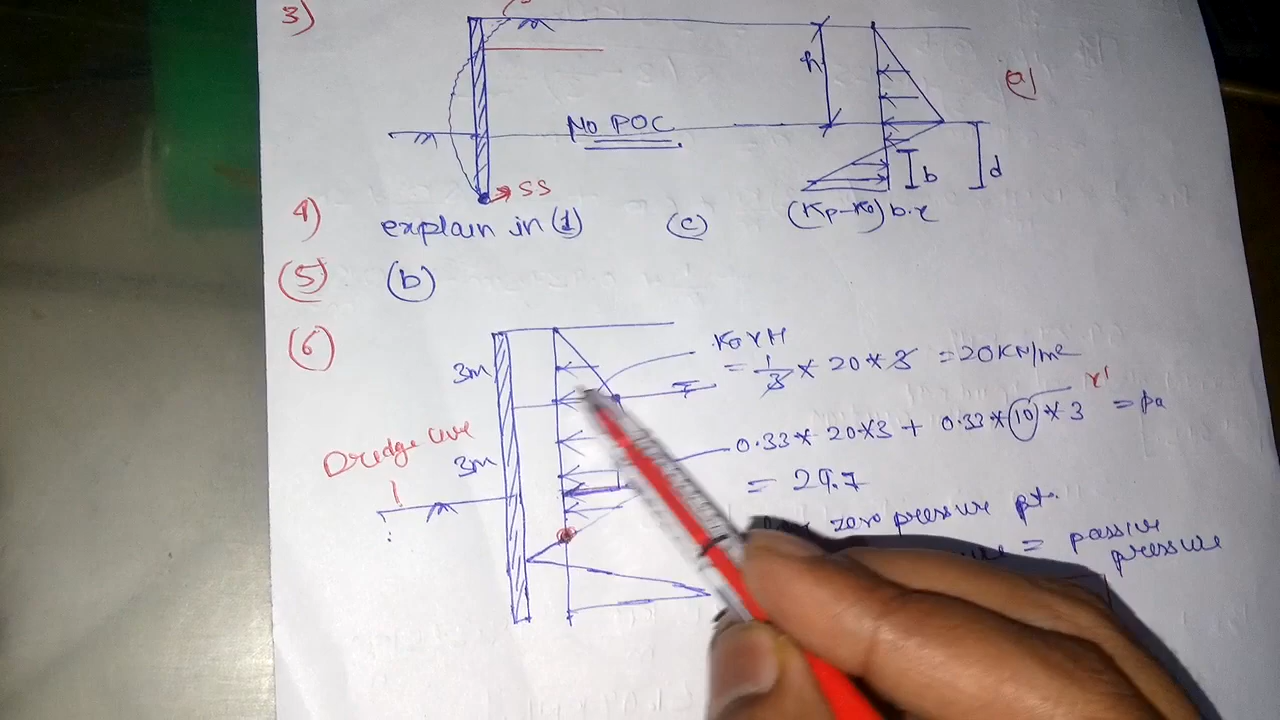 3)
h
a)
No POC
b
d
SS
(Kp-Ka) b.r
4) explain in (1) (c)
(5) (b)
(6)
3m
Ka γ H
= 1/3 * 20 * 3 = 20 KN/m2
γ'
0.33 * 20 * 3 + 0.33 * 10 * 3 = pa
Dredge
3m
= 29.7
zero pressure pt.
= passive
pressure